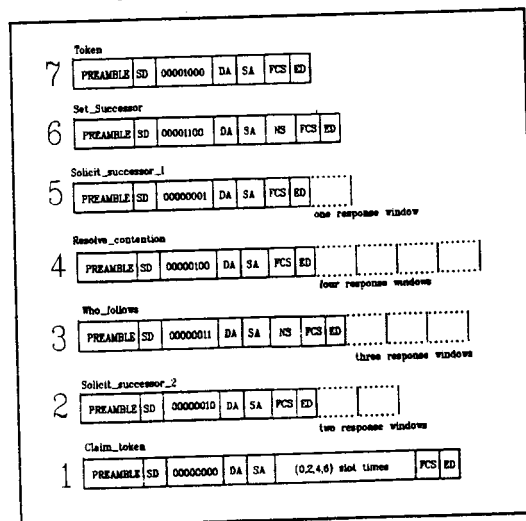 Token
7 PREAMBLE SD 00001000 DA SA FCS ED
Set_Successor
6 PREAMBLE SD 00001100 DA SA NS FCS ED
Solicit_successor_1
5 PREAMBLE SD 00000001 DA SA FCS ED
one response window
Resolve_contention
4 PREAMBLE SD 00000100 DA SA FCS ED
four response windows
Who_follows
3 PREAMBLE SD 00000011 DA SA NS FCS ED
three response windows
Solicit_successor_2
2 PREAMBLE SD 00000010 DA SA FCS ED
two response windows
Claim_token
1 PREAMBLE SD 00000000 DA SA (0,2,4,6) slot times FCS ED